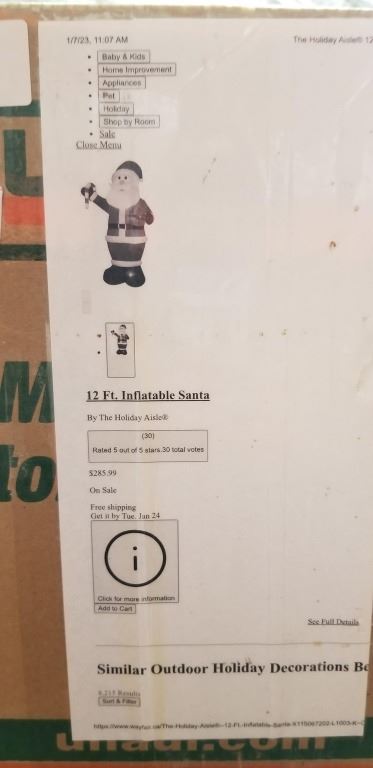 1/7/23, 11:07 AM The Holiday Aisle® 12
Baby & Kids
Home Improvement
Appliances
Pet
Holiday
Shop by Room
Sale
Close Menu
12 Ft. Inflatable Santa
By The Holiday Aisle®
(30)
Rated 5 out of 5 stars.30 total votes
$285.99
On Sale
Free shipping
Get it by Tue. Jan 24
i
Click for more information
Add to Cart
See Full Details
Similar Outdoor Holiday Decorations Be
Results
Sort & Filter
M
to